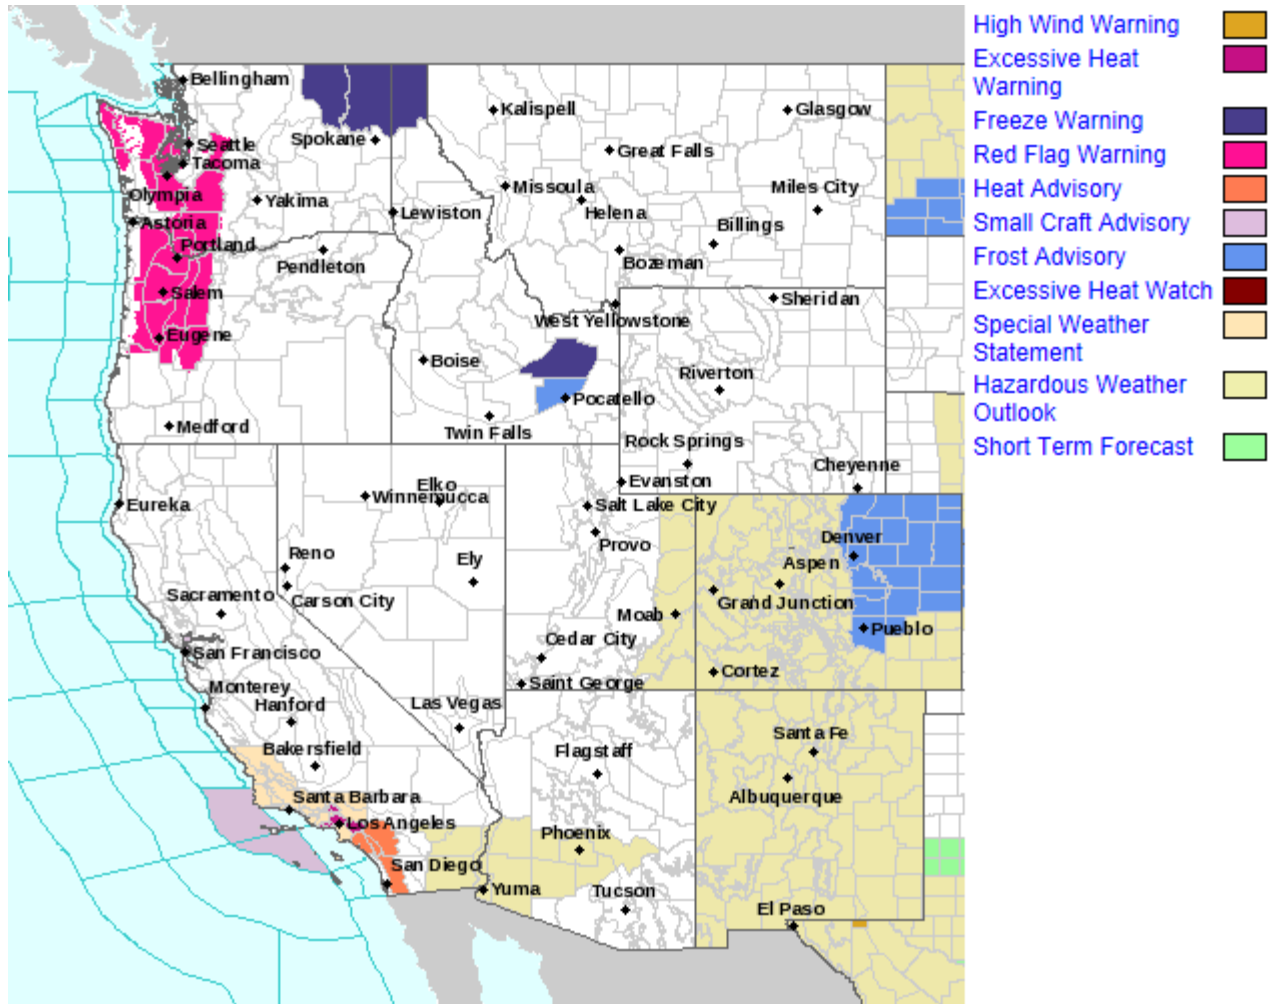 High Wind Warning
Excessive Heat
Warning
Freeze Warning
Red Flag Warning
Heat Advisory
Small Craft Advisory
Frost Advisory
Excessive Heat Watch
Special Weather
Statement
Hazardous Weather
Outlook
Short Term Forecast
Bellingham
Kalispell
Glasgow
Seattle
Spokane
Great Falls
Tacoma
Missoula
Miles City
Olympia
Yakima
Lewiston
Helena
Astoria
Billings
Portland
Pendleton
Bozeman
Salem
Sheridan
West Yellowstone
Eugene
Boise
Riverton
Pocatello
Medford
Twin Falls
Rock Springs
Cheyenne
Evanston
Elko
Winnemucca
Eureka
Salt Lake City
Denver
Provo
Reno
Ely
Aspen
Sacramento
Carson City
Grand Junction
Moab
Pueblo
Cedar City
San Francisco
Cortez
Saint George
Monterey
Hanford
Las Vegas
Santa Fe
Bakersfield
Flagstaff
Santa Barbara
Albuquerque
Los Angeles
Phoenix
San Diego
Yuma
Tucson
El Paso